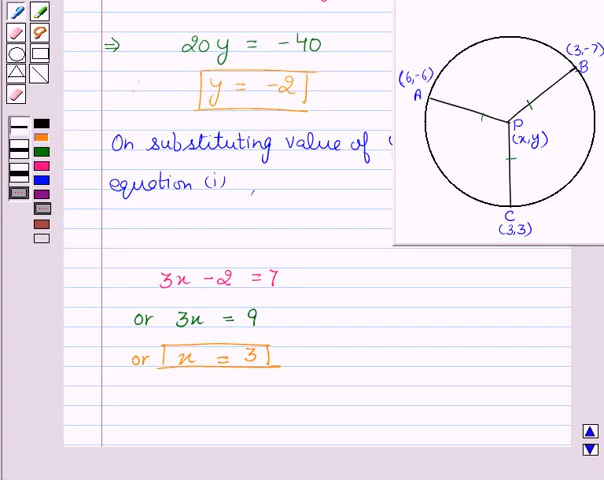 ⇒ 20y = -40
y = -2
On substituting value of
equation (i) ,
3x - 2 = 7
or 3x = 9
or x = 3
(3,-7)
B
(6,-6)
A
P
(x,y)
C
(3,3)